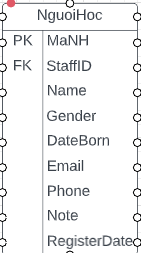 NguoiHoc
PK MaNH
FK StaffID
Name
Gender
DateBorn
Email
Phone
Note
RegisterDate